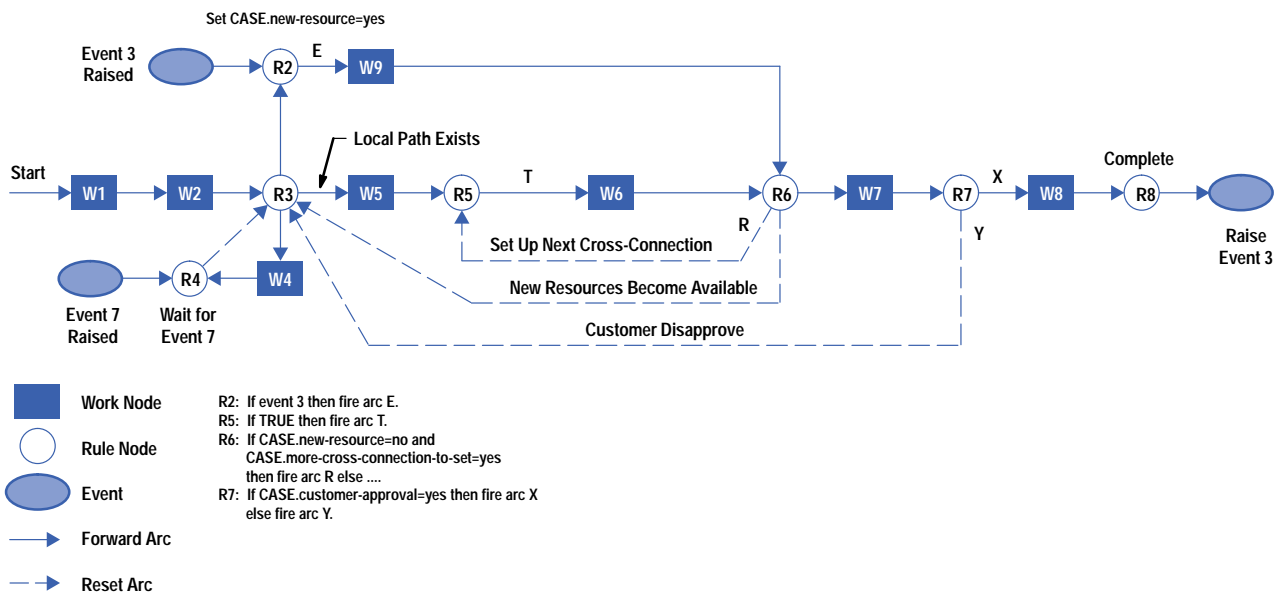 Set CASE.new-resource=yes
Event 3
Raised
R2
E
W9
Local Path Exists
Start
W1
W2
R3
W5
R5
T
W6
R6
W7
R7
X
W8
Complete
R8
Raise
Event 3
R
Y
Set Up Next Cross-Connection
New Resources Become Available
Customer Disapprove
R4
W4
Event 7
Raised
Wait for
Event 7
Work Node
Rule Node
Event
Forward Arc
Reset Arc
R2: If event 3 then fire arc E.
R5: If TRUE then fire arc T.
R6: If CASE.new-resource=no and
CASE.more-cross-connection-to-set=yes
then fire arc R else ....
R7: If CASE.customer-approval=yes then fire arc X
else fire arc Y.